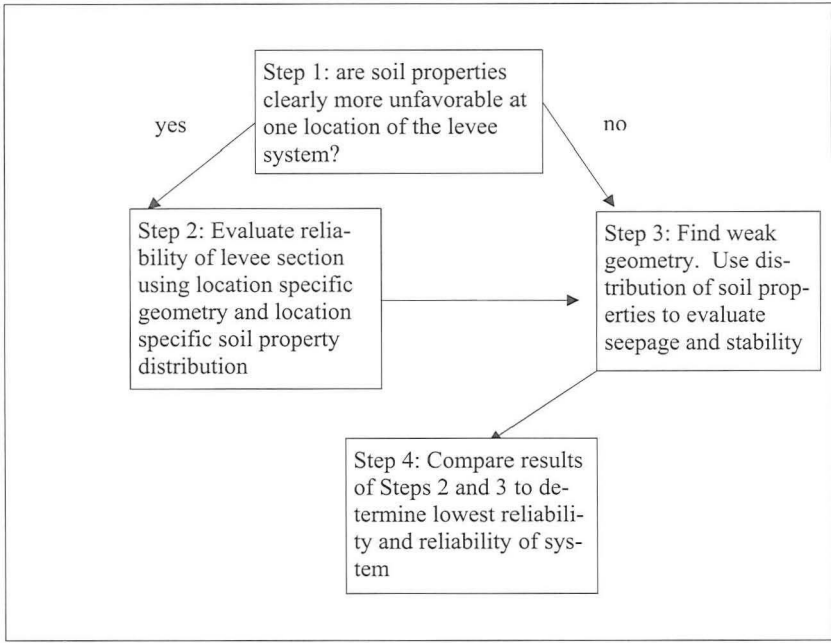 Step 1: are soil properties
clearly more unfavorable at
one location of the levee
system?
yes
no
Step 2: Evaluate relia-
bility of levee section
using location specific
geometry and location
specific soil property
distribution
Step 3: Find weak
geometry. Use dis-
tribution of soil prop-
erties to evaluate
seepage and stability
Step 4: Compare results
of Steps 2 and 3 to de-
termine lowest reliabili-
ty and reliability of sys-
tem